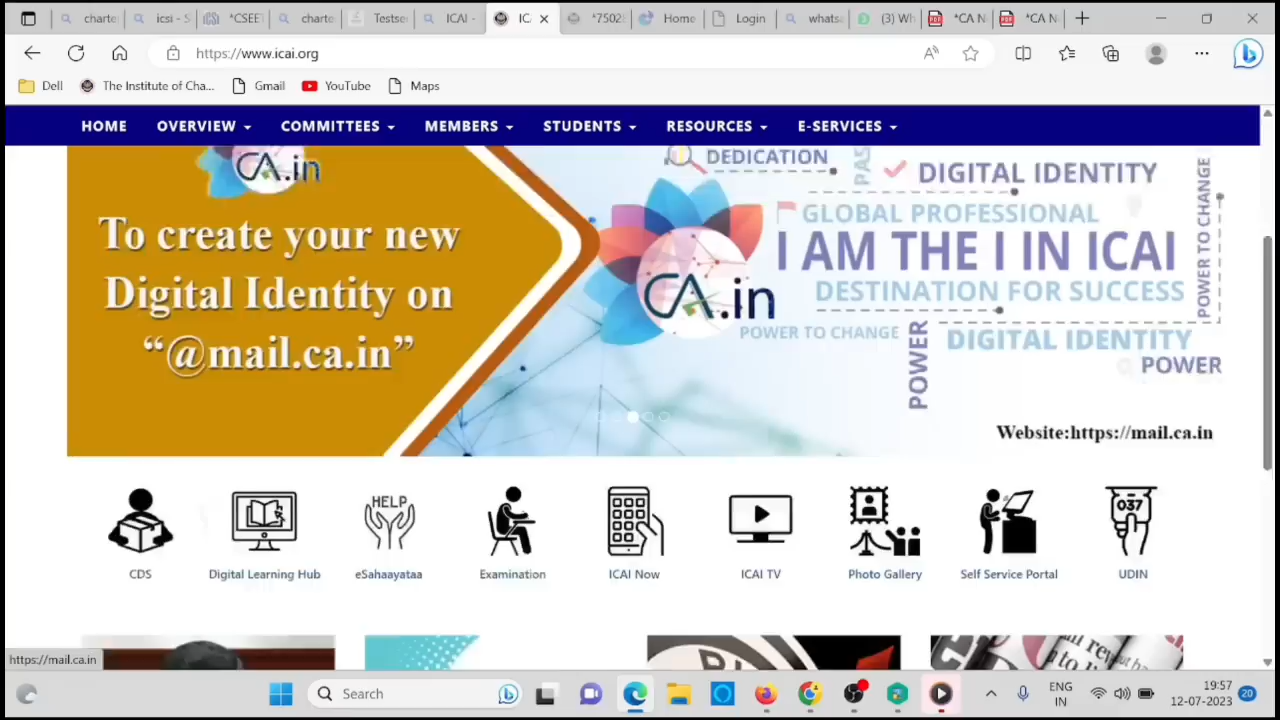 charte
icsi - S
*CSEE
charte
Testse
ICAI -
IC
*7502
Home
Login
whats
(3) Wh
*CA N
*CA N
https://www.icai.org
Dell
The Institute of Cha...
Gmail
YouTube
Maps
HOME
OVERVIEW
COMMITTEES
MEMBERS
STUDENTS
RESOURCES
E-SERVICES
CA.in
To create your new
Digital Identity on
“@mail.ca.in”
CA.in
DEDICATION
PAS
DIGITAL IDENTITY
GLOBAL PROFESSIONAL
I AM THE I IN ICAI
DESTINATION FOR SUCCESS
POWER TO CHANGE
POWER TO CHANGE
POWER
DIGITAL IDENTITY
POWER
Website:https://mail.ca.in
HELP
037
CDS
Digital Learning Hub
eSahaayataa
Examination
ICAI Now
ICAI TV
Photo Gallery
Self Service Portal
UDIN
https://mail.ca.in
Search
ENG
IN
19:57
12-07-2023
20